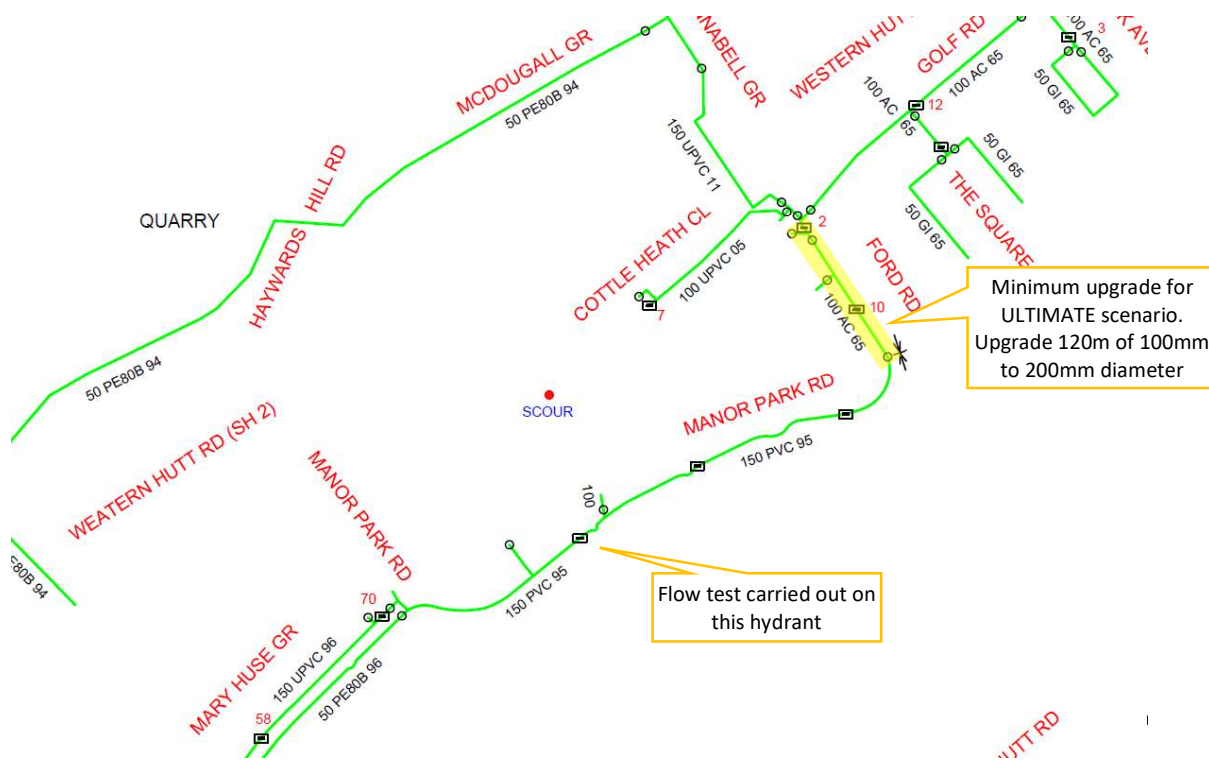 NNABELL GR
MCDOUGALL GR
50 PE80B 94
WESTERN HUT
GOLF RD
100 AC 65
3
100 AC 65
K AVE
50 GI 65
12
100 AC 65
50 GI 65
THE SQUARE
50 GI 65
150 UPVC 11
HAYWARDS HILL RD
QUARRY
2
COTTLE HEATH CL
100 UPVC 05
7
FORD RD
10
100 AC 65
Minimum upgrade for
ULTIMATE scenario.
Upgrade 120m of 100mm
to 200mm diameter
50 PE80B 94
SCOUR
MANOR PARK RD
150 PVC 95
WEATERN HUTT RD (SH 2)
MANOR PARK RD
100
E80B 94
150 PVC 95
Flow test carried out on
this hydrant
70
MARY HUSE GR
150 UPVC 96
50 PE80B 96
58
HUTT RD